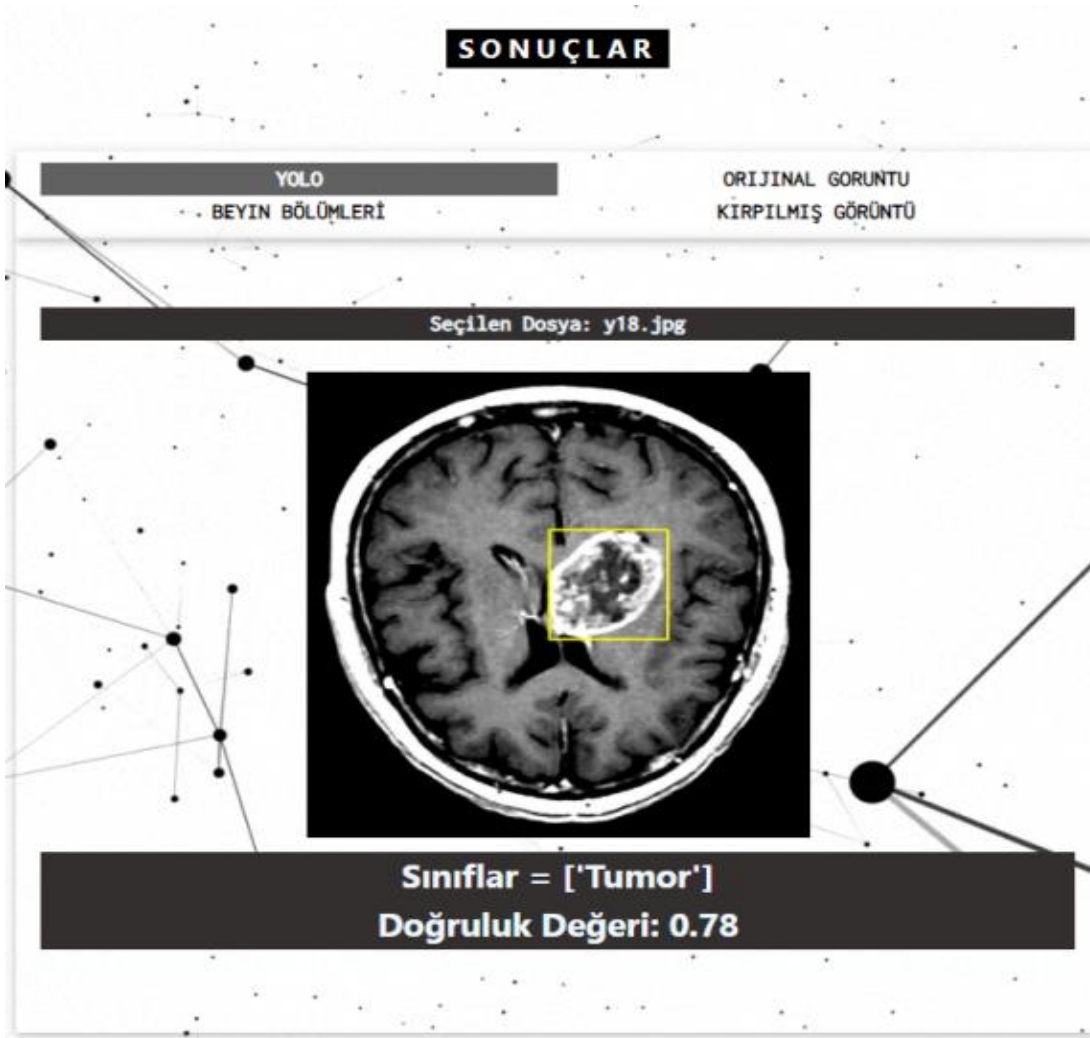 SONUÇLAR
YOLO
ORIJINAL GORUNTU
BEYIN BÖLÜMLERİ
KIRPILMIŞ GÖRÜNTÜ
Seçilen Dosya: y18.jpg
Sınıflar = ['Tumor']
Doğruluk Değeri: 0.78